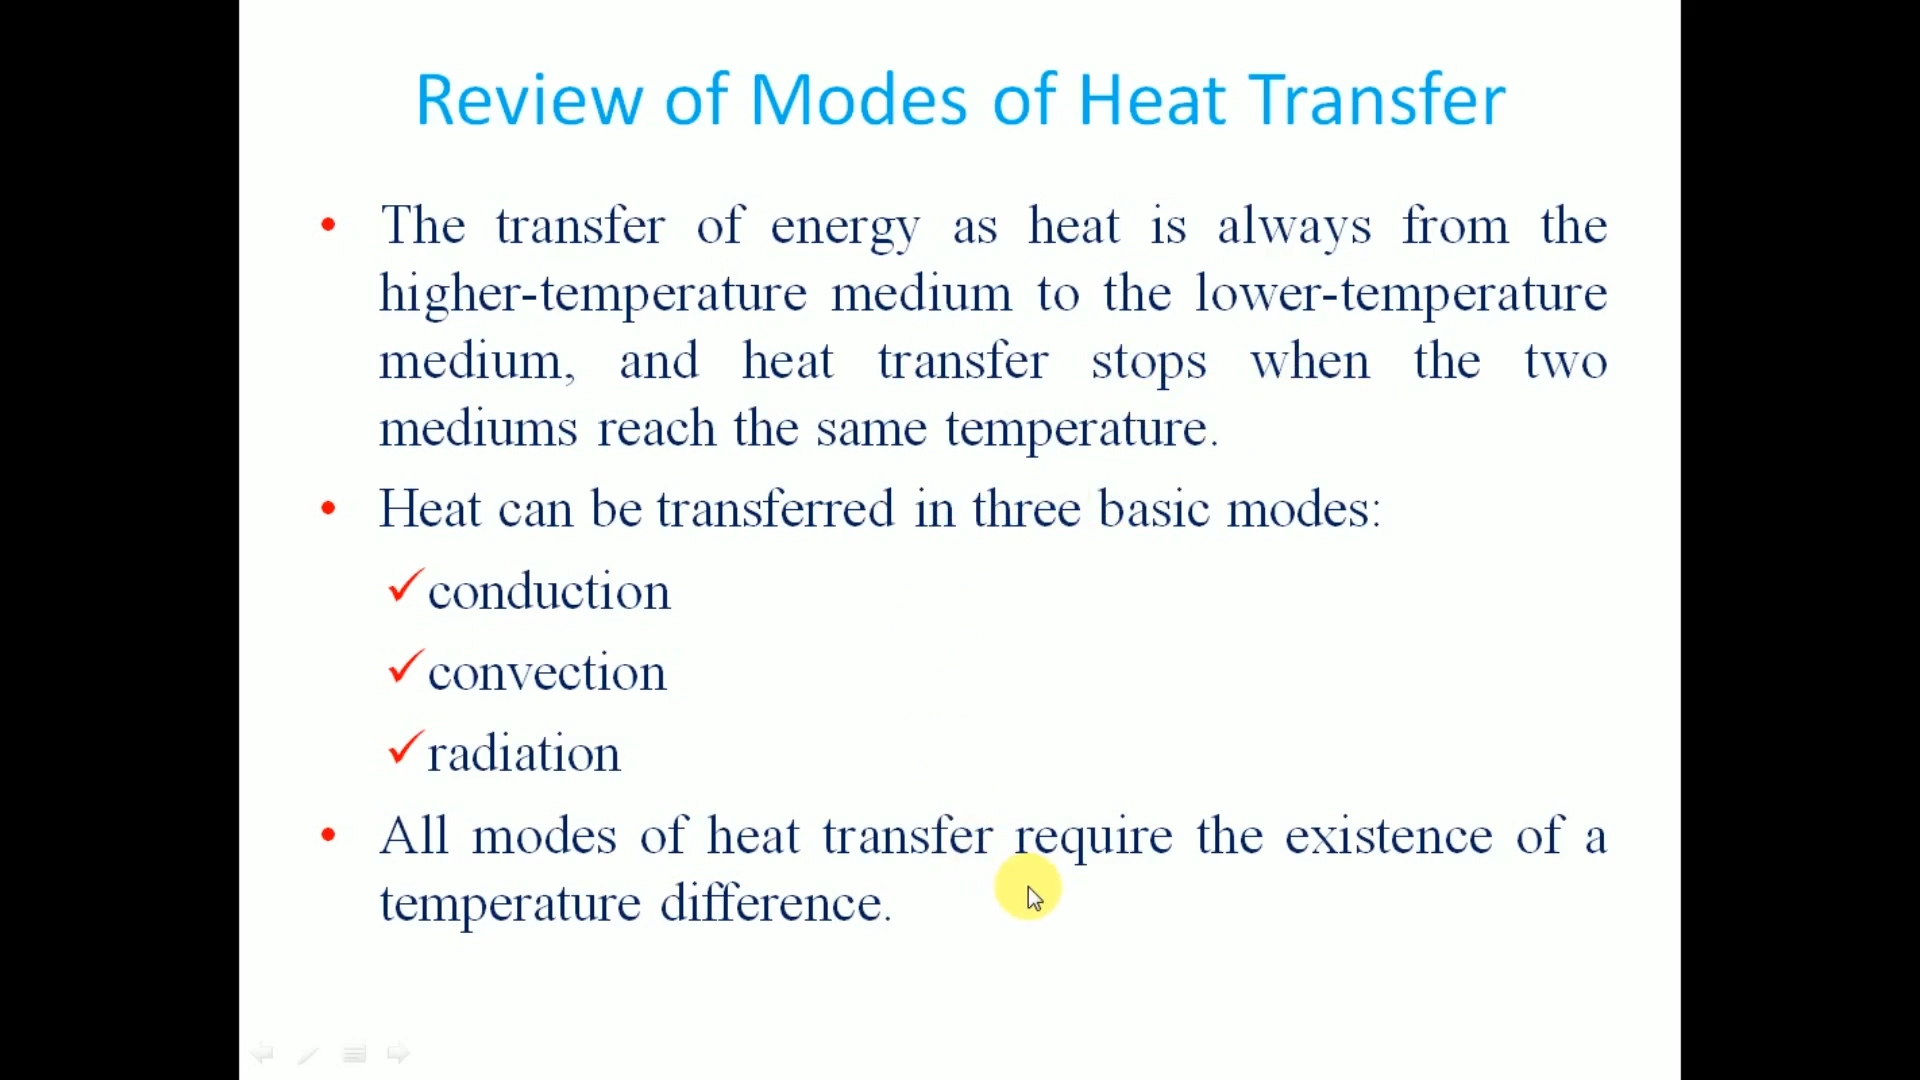 Review of Modes of Heat Transfer
• The transfer of energy as heat is always from the
higher-temperature medium to the lower-temperature
medium, and heat transfer stops when the two
mediums reach the same temperature.
• Heat can be transferred in three basic modes:
✓conduction
✓convection
✓radiation
• All modes of heat transfer require the existence of a
temperature difference.